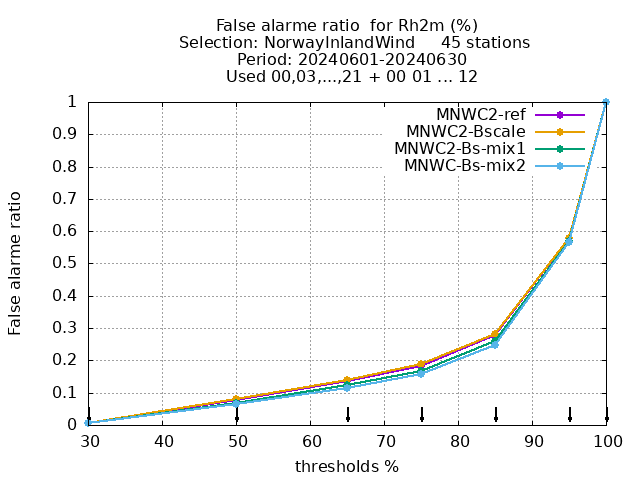 False alarme ratio  for Rh2m (%)
Selection: NorwayInlandWind     45 stations
Period: 20240601-20240630
Used 00,03,...,21 + 00 01 ... 12
MNWC2-ref
MNWC2-Bscale
MNWC2-Bs-mix1
MNWC-Bs-mix2
False alarme ratio
1
0.9
0.8
0.7
0.6
0.5
0.4
0.3
0.2
0.1
0
30 40 50 60 70 80 90 100
thresholds %